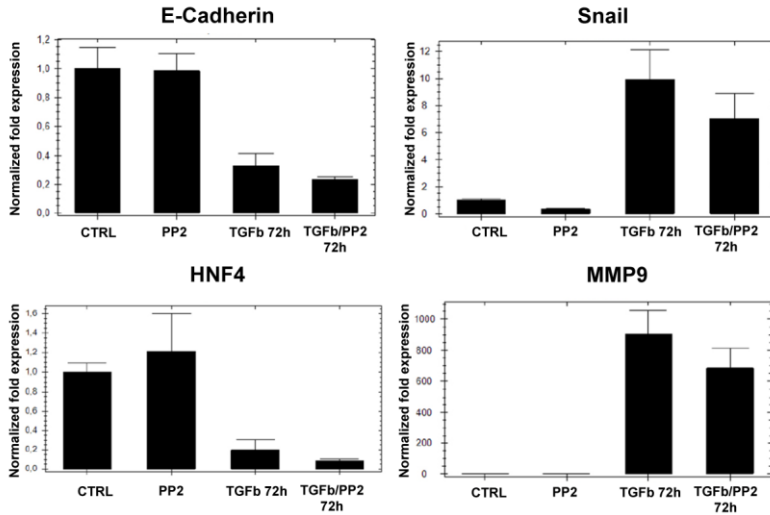 E-Cadherin
Normalized fold expression
1,2
1,0
0,8
0,6
0,4
0,2
0,0
CTRL
PP2
TGFb 72h
TGFb/PP2
72h
Snail
Normalized fold expression
12
10
8
6
4
2
0
CTRL
PP2
TGFb 72h
TGFb/PP2
72h
HNF4
Normalized fold expression
1,6
1,4
1,2
1,0
0,8
0,6
0,4
0,2
0,0
CTRL
PP2
TGFb 72h
TGFb/PP2
72h
MMP9
Normalized fold expression
1000
800
600
400
200
0
CTRL
PP2
TGFb 72h
TGFb/PP2
72h